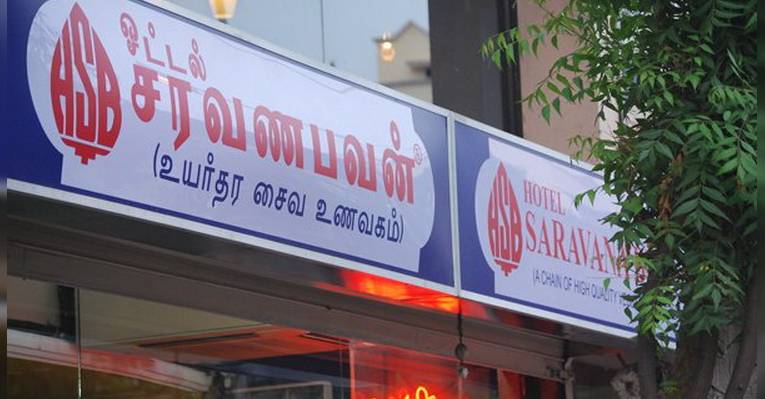 HSB
ஓட்டல்
சரவணபவன்®
(உயர்தர சைவ உணவகம்)
HSB
HOTEL
SARAVANA
(A CHAIN OF HIGH QUALITY